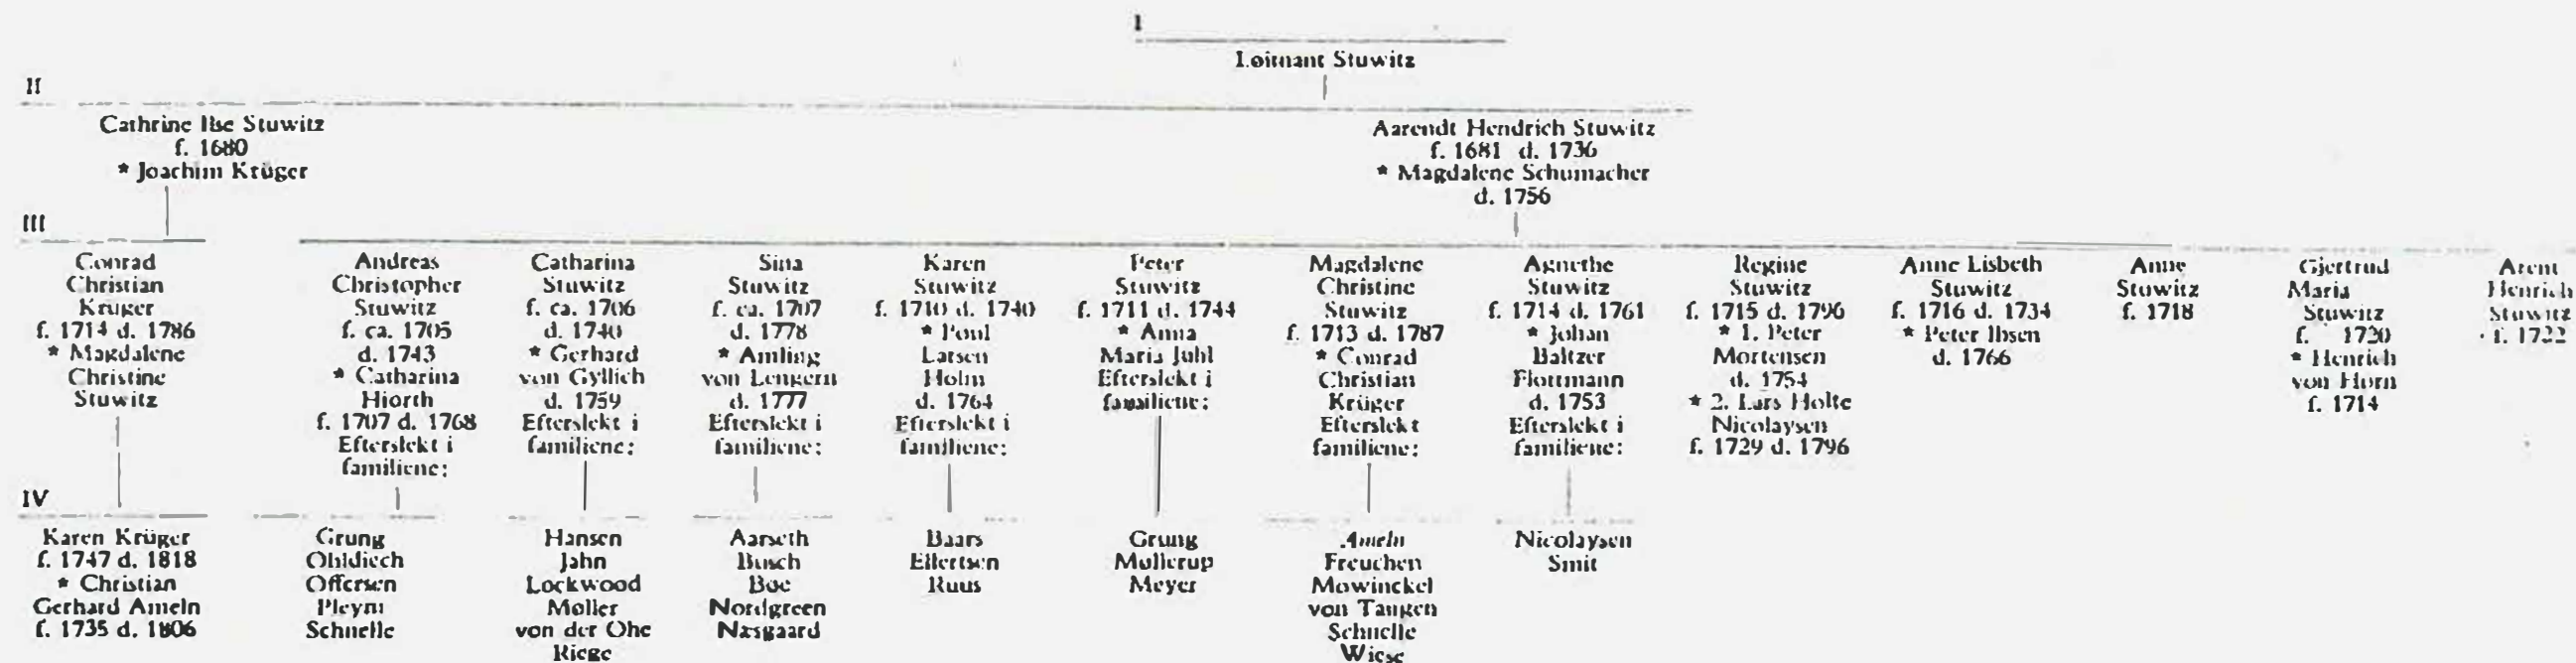 I
Loitnant Stuwitz
II
Cathrine Ilse Stuwitz
f. 1680
* Joachim Krüger
Aarendt Hendrich Stuwitz
f. 1681 d. 1736
* Magdalene Schumacher
d. 1756
III
Conrad
Christian
Krüger
f. 1714 d. 1786
* Magdalene
Christine
Stuwitz
Andreas
Christopher
Stuwitz
f. ca. 1705
d. 1743
* Catharina
Hiorth
f. 1707 d. 1768
Efterslekt i
familiene:
Catharina
Stuwitz
f. ca. 1706
d. 1740
* Gerhard
von Gyllich
d. 1759
Efterslekt i
familiene:
Sina
Stuwitz
f. ca. 1707
d. 1778
* Amling
von Lengern
d. 1777
Efterslekt i
familiene:
Karen
Stuwitz
f. 1710 d. 1740
* Poul
Larsen
Holm
d. 1764
Efterslekt i
familiene:
Peter
Stuwitz
f. 1711 d. 1744
* Anna
Maria Juhl
Efterslekt i
familiene:
Magdalene
Christine
Stuwitz
f. 1713 d. 1787
* Conrad
Christian
Krüger
Efterslekt
familiene:
Agnethe
Stuwitz
f. 1714 d. 1761
* Johan
Baltzer
Flottmann
d. 1753
Efterslekt i
familiene:
Regine
Stuwitz
f. 1715 d. 1796
* 1. Peter
Mortensen
d. 1754
* 2. Lars Holte
Nicolaysen
f. 1729 d. 1796
Anne Lisbeth
Stuwitz
f. 1716 d. 1734
* Peter Ibsen
d. 1766
Anne
Stuwitz
f. 1718
Gjertrud
Maria
Stuwitz
f. 1720
* Henrich
von Horn
f. 1714
Arent
Henrich
Stuwitz
f. 1722
IV
Karen Krüger
f. 1747 d. 1818
* Christian
Gerhard Ameln
f. 1735 d. 1806
Grung
Ohldiech
Offersen
Pleym
Schnelle
Hansen
Jahn
Lockwood
Møller
von der Ohe
Riege
Aarseth
Busch
Bøe
Nordgreen
Næsgaard
Baars
Ellertsen
Ruus
Grung
Møllerup
Meyer
Ameln
Freuchen
Mowinckel
von Tangen
Schnelle
Wiese
Nicolaysen
Smit